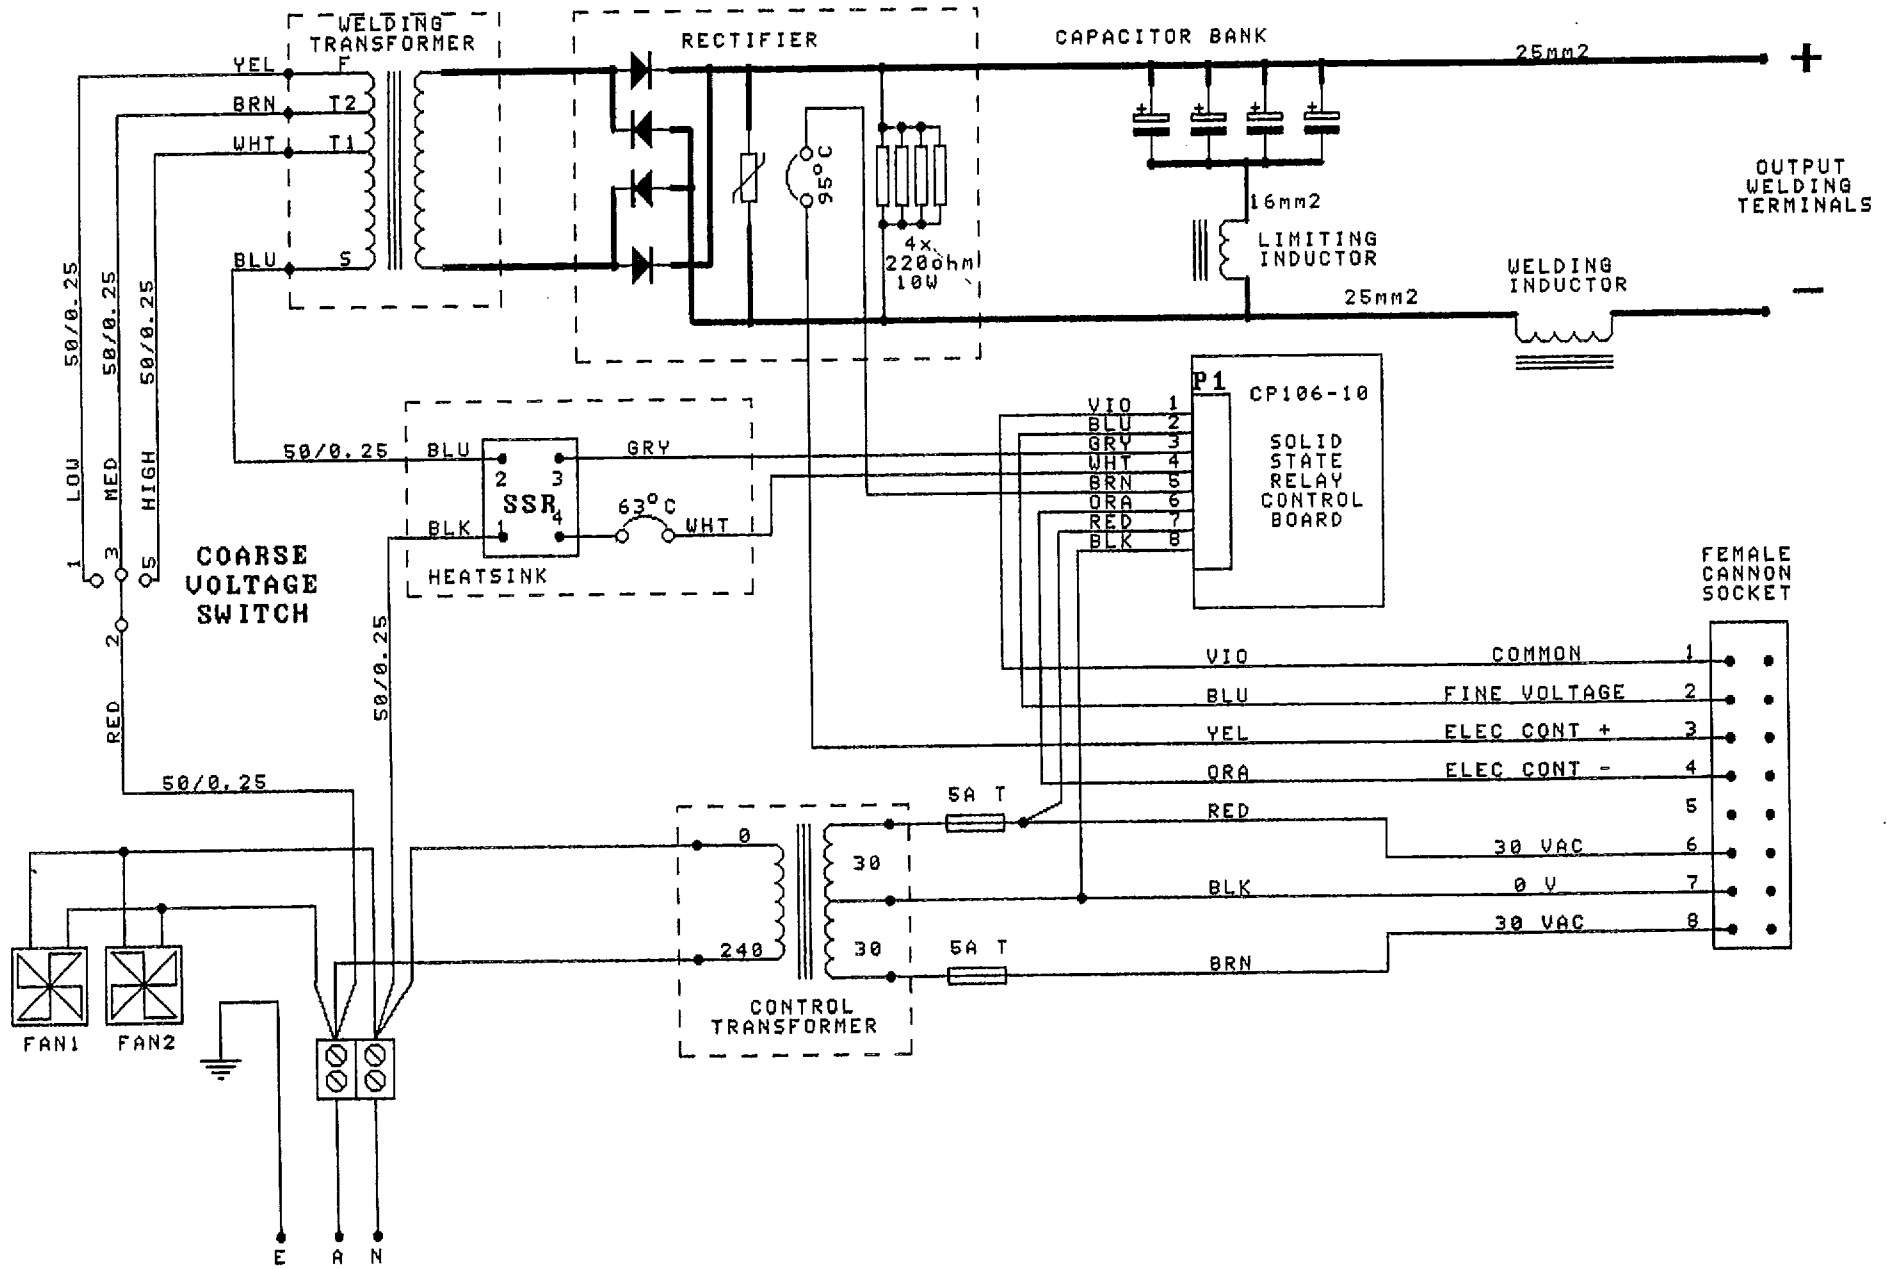 WELDING
TRANSFORMER
RECTIFIER
CAPACITOR BANK
25mm2
+
YEL
F
BRN
T2
WHT
T1
BLU
S
+
+
+
+
95°C
4x
220ohm
10W
16mm2
LIMITING
INDUCTOR
25mm2
OUTPUT
WELDING
TERMINALS
WELDING
INDUCTOR
-
50/0.25
50/0.25
50/0.25
LOW
MED
HIGH
1
3
5
2
COARSE
VOLTAGE
SWITCH
50/0.25
BLU
2
3
GRY
SSR
BLK
1
4
63°C
WHT
HEATSINK
50/0.25
P1
CP106-10
SOLID
STATE
RELAY
CONTROL
BOARD
VIO 1
BLU 2
GRY 3
WHT 4
BRN 5
ORA 6
RED 7
BLK 8
FEMALE
CANNON
SOCKET
VIO COMMON 1
BLU FINE VOLTAGE 2
YEL ELEC CONT + 3
ORA ELEC CONT - 4
5
RED 30 VAC 6
BLK 0 V 7
BRN 30 VAC 8
RED
50/0.25
5A T
0
30
240
30
5A T
CONTROL
TRANSFORMER
FAN1
FAN2
E
A
N